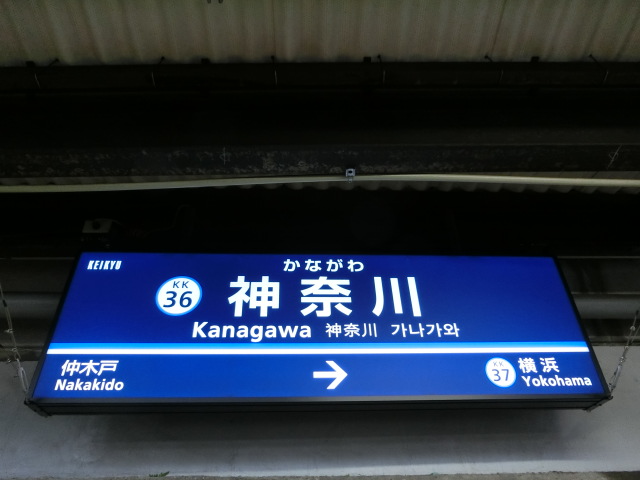 KEIKYU
かながわ
KK
36
神奈川
Kanagawa 神奈川 가나가와
仲木戸
Nakakido
→
KK
37
横浜
Yokohama